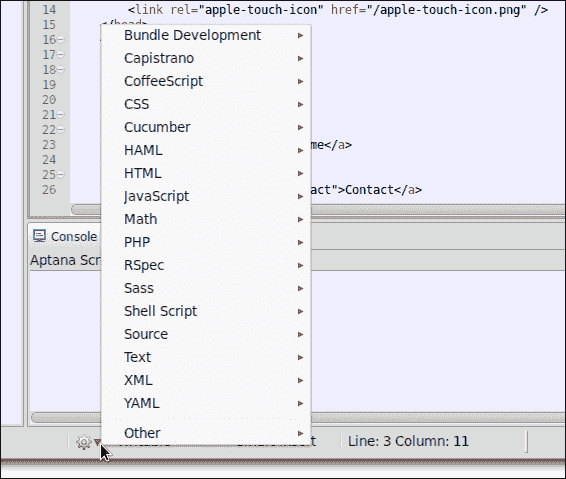 14 <link rel="apple-touch-icon" href="/apple-touch-icon.png" />
15 </head>
16
17
18
19
20
21
22
23 me</a>
24
25
26 act">Contact</a>
Bundle Development
Capistrano
CoffeeScript
CSS
Cucumber
HAML
HTML
JavaScript
Math
PHP
RSpec
Sass
Shell Script
Source
Text
XML
YAML
Other
Console
Aptana Scr
Line: 3 Column: 11